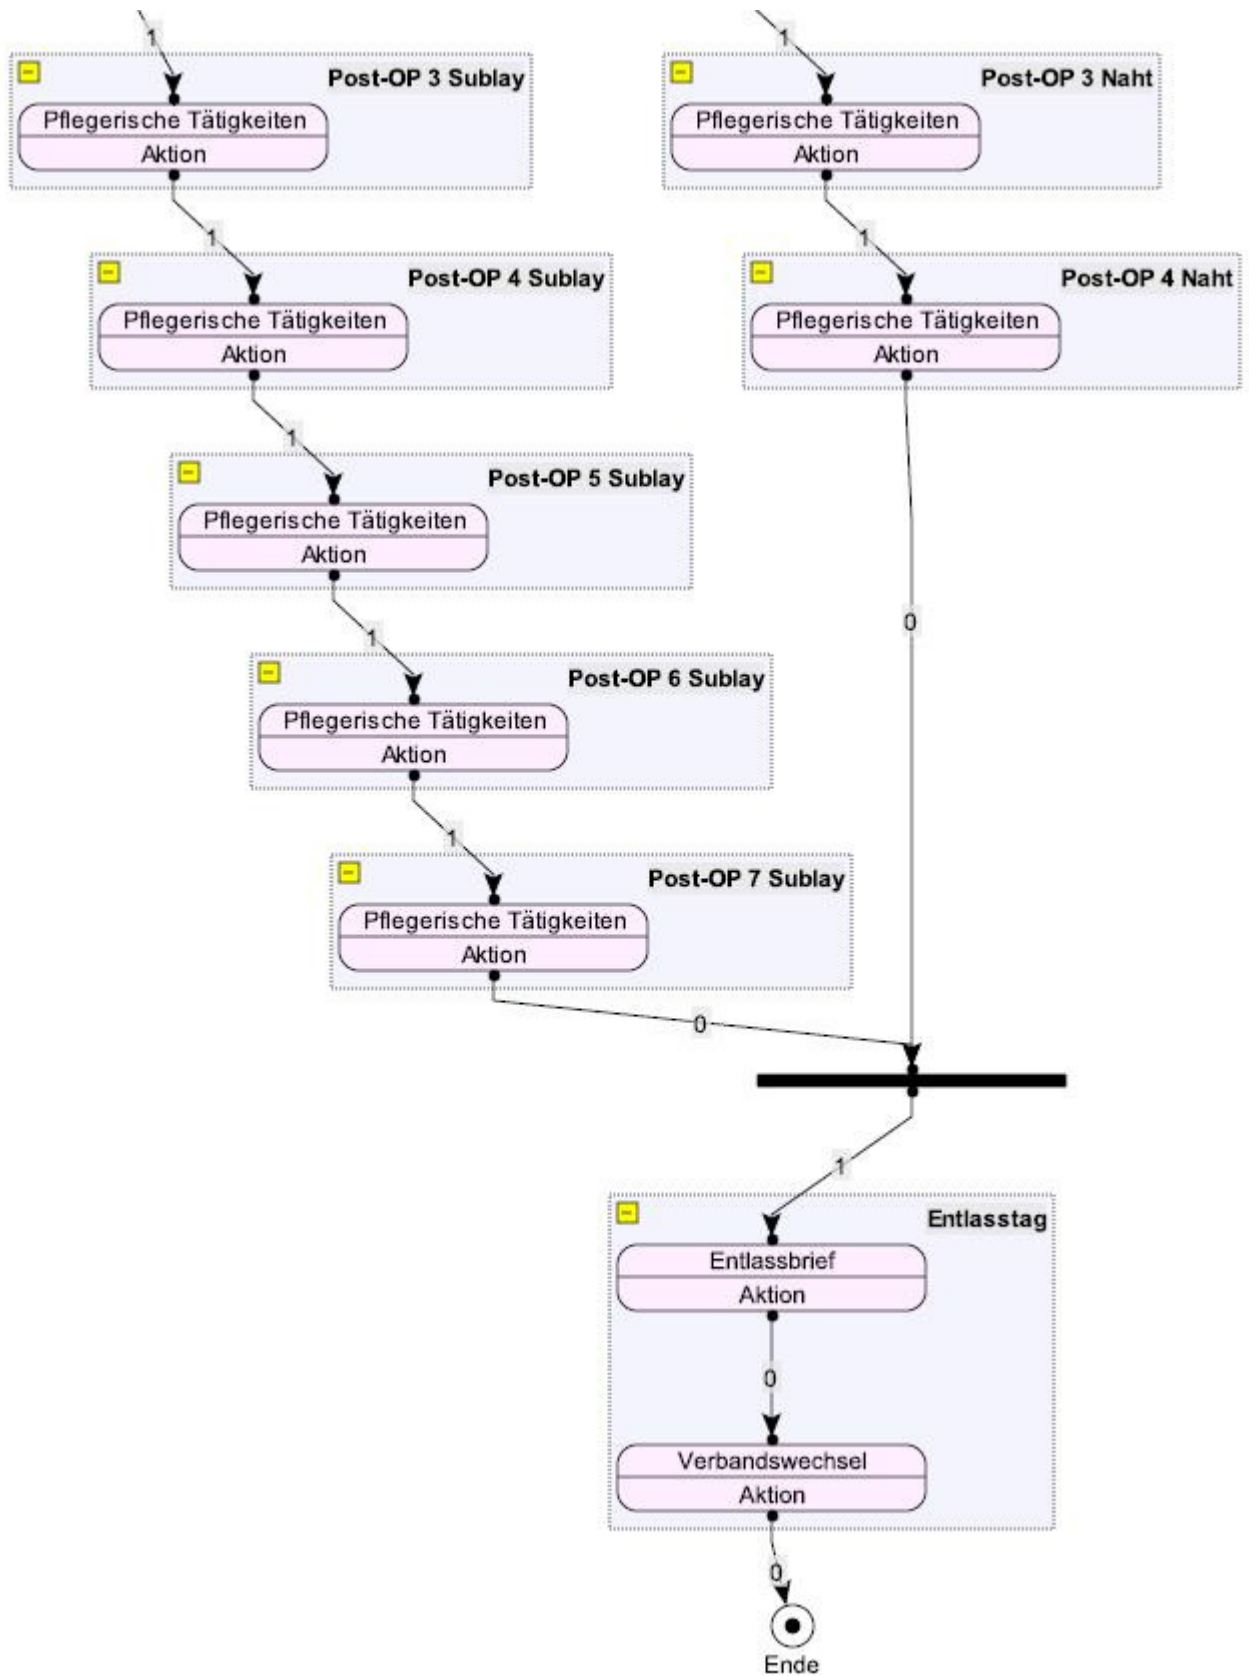 1
1
Post-OP 3 Sublay
Post-OP 3 Naht
Pflegerische Tätigkeiten
Aktion
Pflegerische Tätigkeiten
Aktion
1
1
Post-OP 4 Sublay
Post-OP 4 Naht
Pflegerische Tätigkeiten
Aktion
Pflegerische Tätigkeiten
Aktion
1
Post-OP 5 Sublay
Pflegerische Tätigkeiten
Aktion
0
1
Post-OP 6 Sublay
Pflegerische Tätigkeiten
Aktion
1
Post-OP 7 Sublay
Pflegerische Tätigkeiten
Aktion
0
1
Entlasstag
Entlassbrief
Aktion
0
Verbandswechsel
Aktion
0
Ende